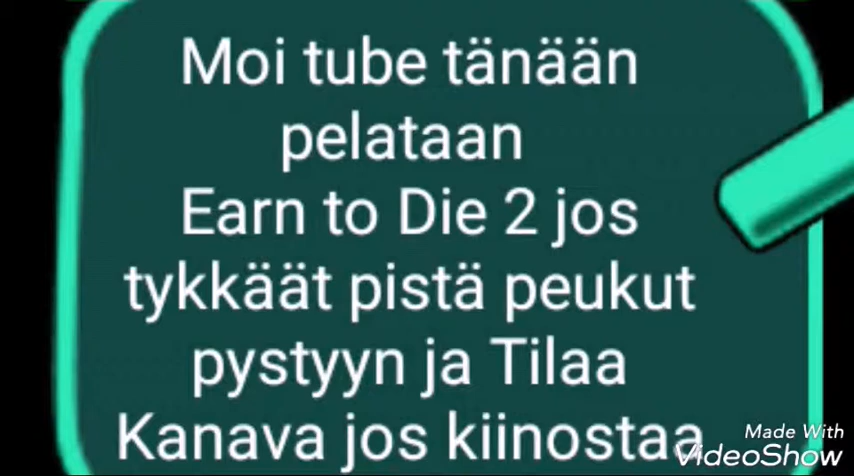 Moi tube tänään
pelataan
Earn to Die 2 jos
tykkäät pistä peukut
pystyyn ja Tilaa
Kanava jos kiinostaa
Made With
VideoShow